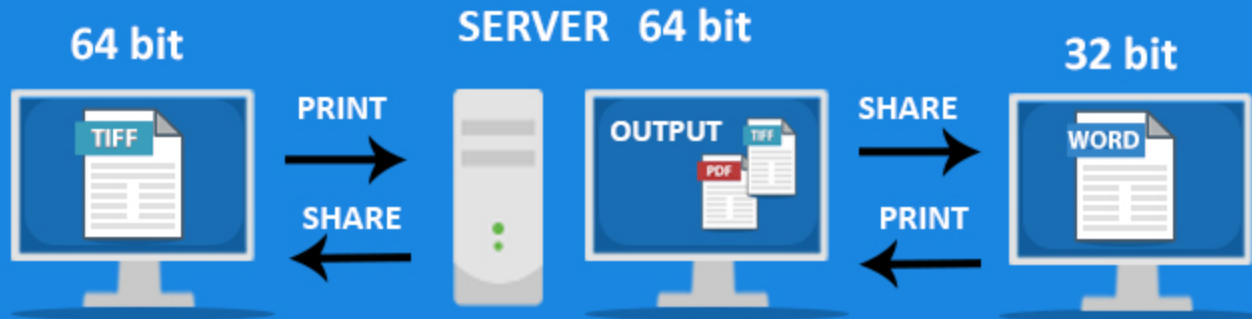 64 bit
SERVER 64 bit
32 bit
TIFF
PRINT
SHARE
OUTPUT
TIFF
PDF
SHARE
PRINT
WORD